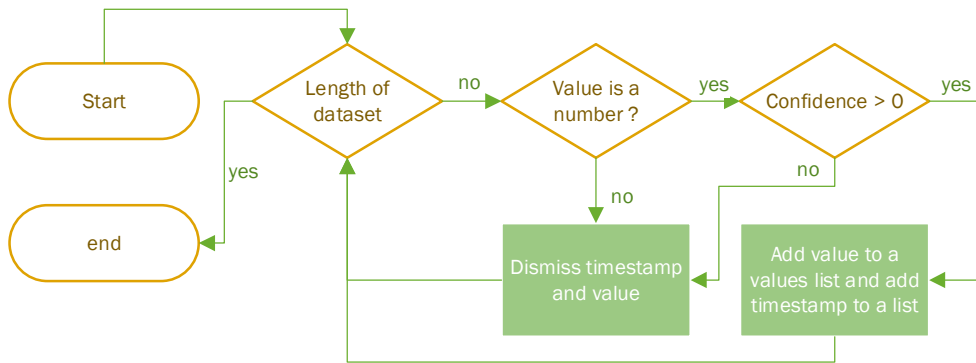 Start
Length of
dataset
no
Value is a
number ?
yes
Confidence > 0
yes
yes
no
no
end
Dismiss timestamp
and value
Add value to a
values list and add
timestamp to a list